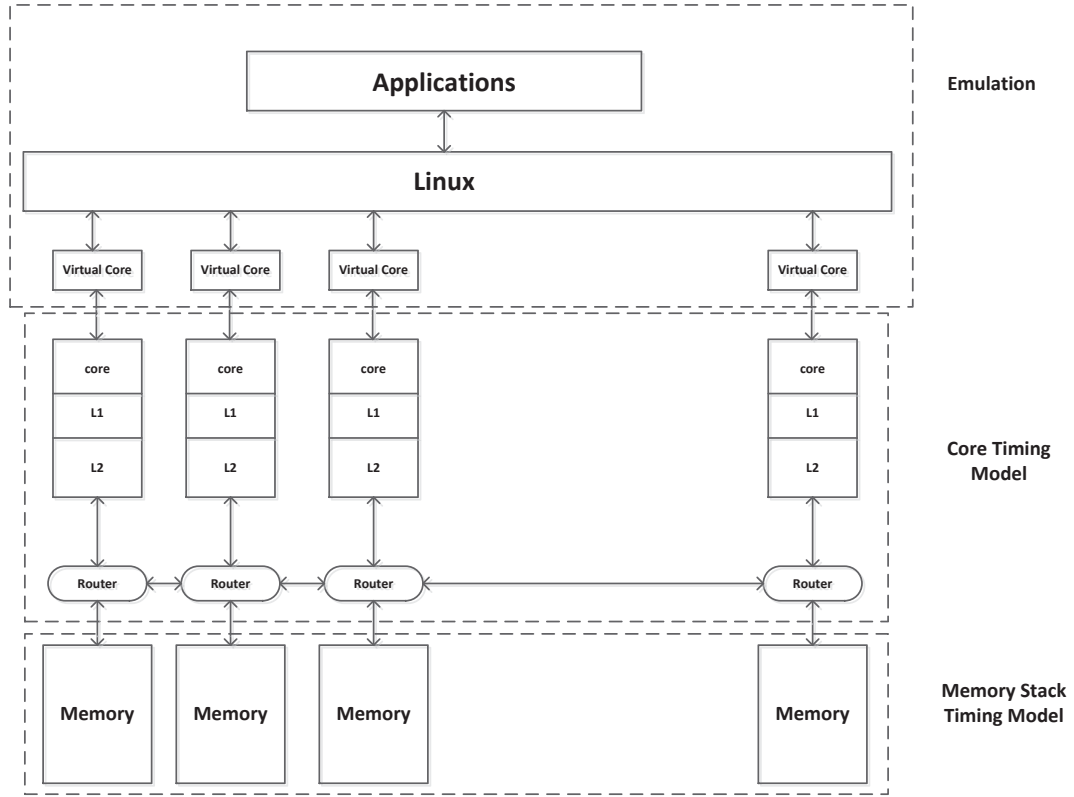 Applications
Emulation
Linux
Virtual Core
Virtual Core
Virtual Core
Virtual Core
core
core
core
core
L1
L1
L1
L1
Core Timing
Model
L2
L2
L2
L2
Router
Router
Router
Router
Memory
Memory
Memory
Memory
Memory Stack
Timing Model